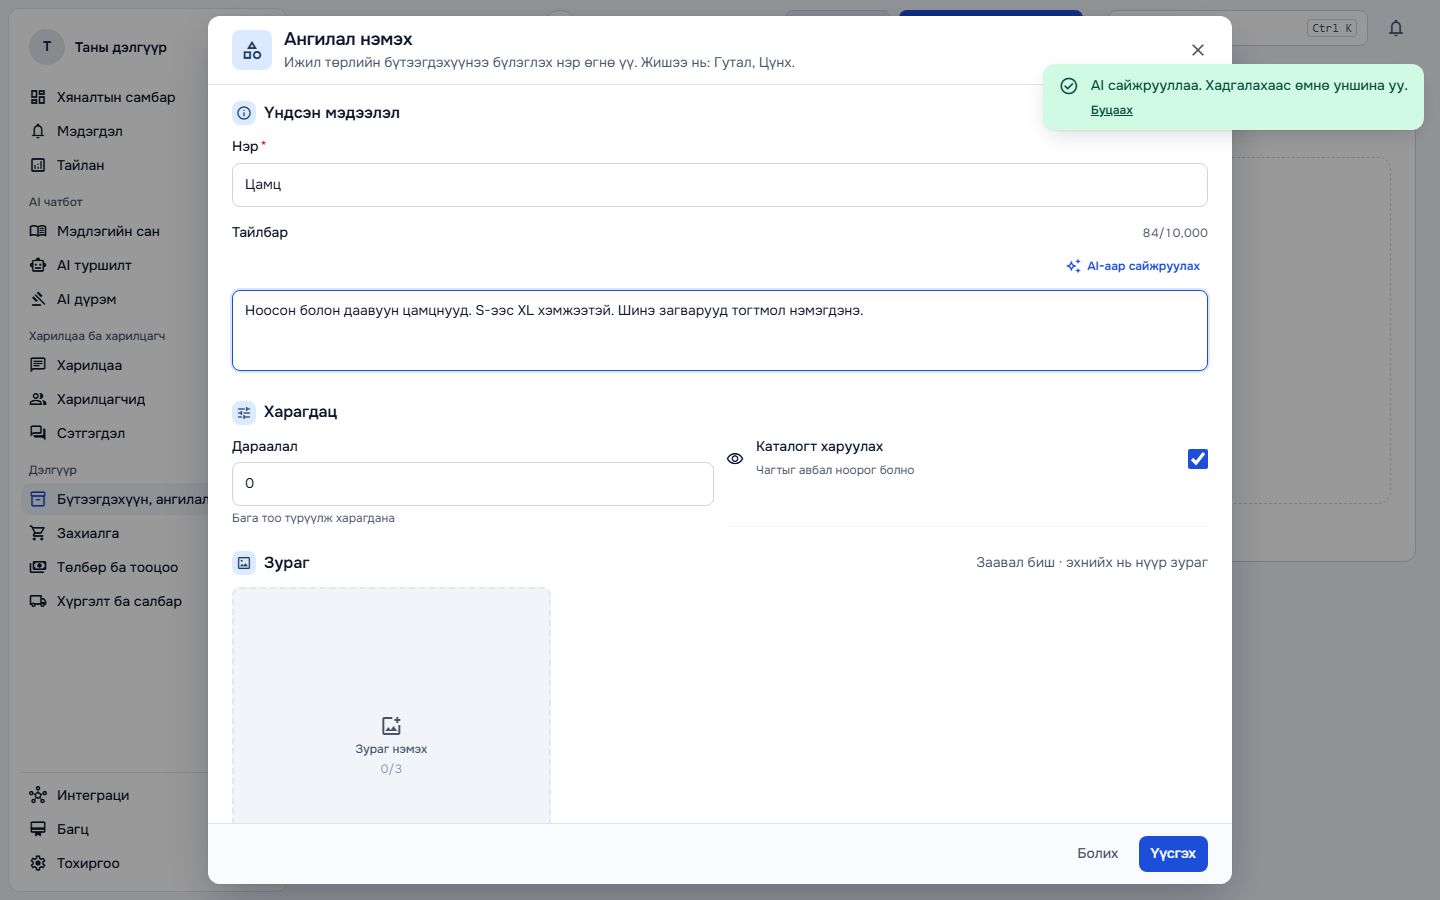 Т
Таны дэлгүүр
Хяналтын самбар
Мэдэгдэл
Тайлан
AI чатбот
Мэдлэгийн сан
AI туршилт
AI дүрэм
Харилцаа ба харилцагч
Харилцаа
Харилцагчид
Сэтгэгдэл
Дэлгүүр
Бүтээгдэхүүн, ангилал
Захиалга
Төлбөр ба тооцоо
Хүргэлт ба салбар
Интеграци
Багц
Тохиргоо
Ctrl K
Ангилал нэмэх
Ижил төрлийн бүтээгдэхүүнээ бүлэглэх нэр өгнө үү. Жишээ нь: Гутал, Цүнх.
AI сайжрууллаа. Хадгалахаас өмнө уншина уу.
Буцаах
Үндсэн мэдээлэл
Нэр*
Цамц
Тайлбар
84/10,000
AI-аар сайжруулах
Ноосон болон даавуун цамцнууд. S-ээс XL хэмжээтэй. Шинэ загварууд тогтмол нэмэгдэнэ.
Харагдац
Дараалал
0
Бага тоо түрүүлж харагдана
Каталогт харуулах
Чагтыг авбал ноорог болно
Зураг
Заавал биш · эхнийх нь нүүр зураг
Зураг нэмэх
0/3
Болих
Үүсгэх